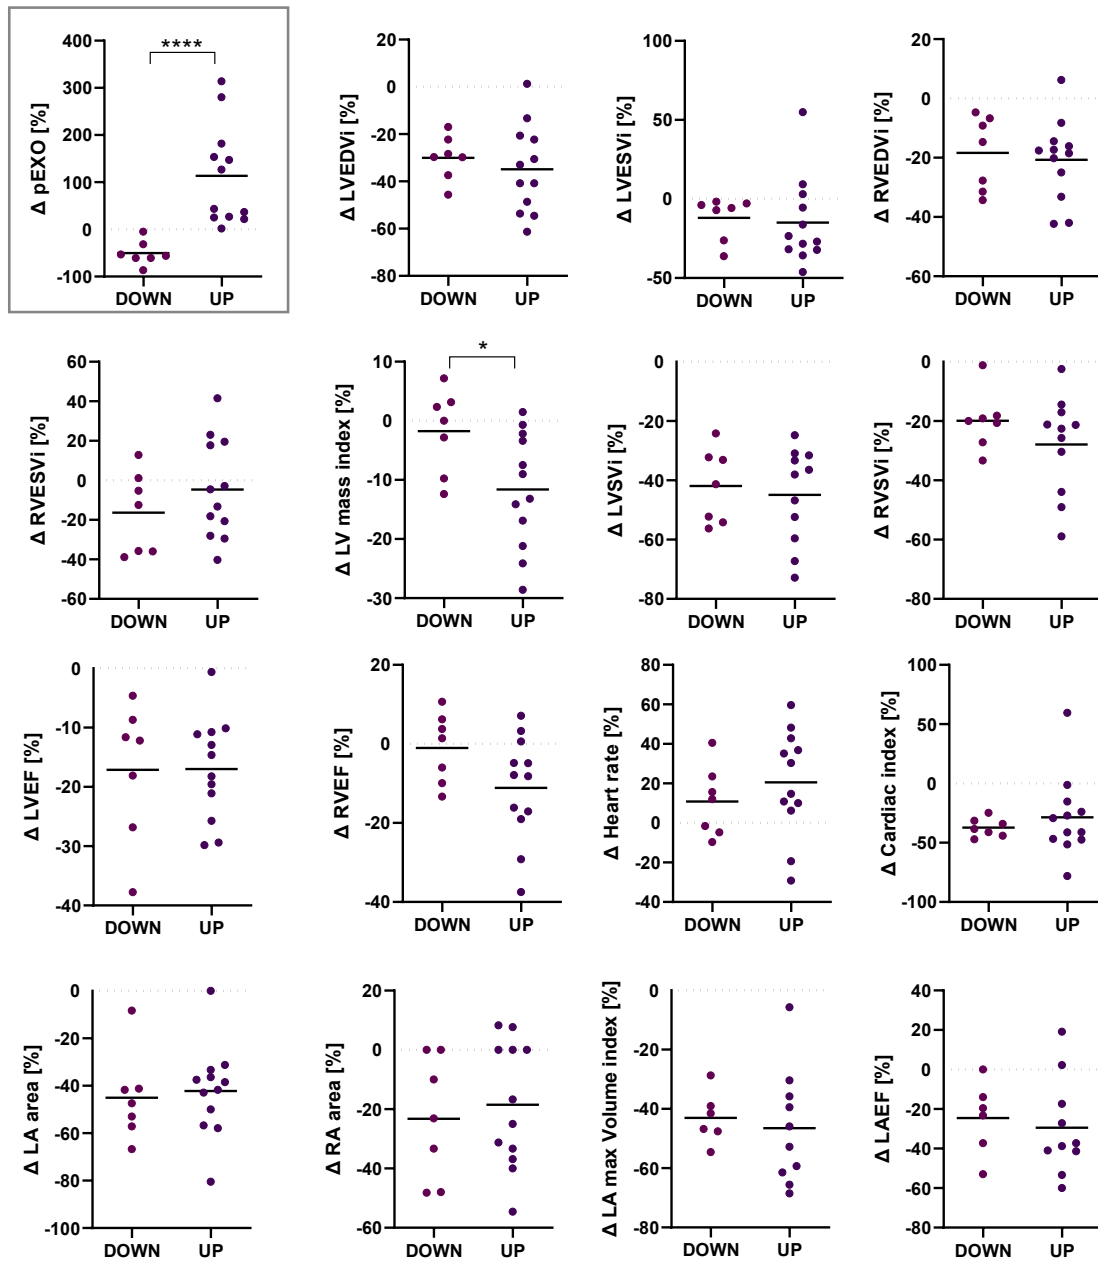 Δ pEXO [%]
400
300
200
100
0
-100
****
DOWN UP
Δ LVEDVi [%]
20
0
-20
-40
-60
-80
DOWN UP
Δ LVESVi [%]
100
50
0
-50
DOWN UP
Δ RVEDVi [%]
20
0
-20
-40
-60
DOWN UP
Δ RVESVi [%]
60
40
20
0
-20
-40
-60
DOWN UP
Δ LV mass index [%]
10
0
-10
-20
-30
*
DOWN UP
Δ LVSVi [%]
0
-20
-40
-60
-80
DOWN UP
Δ RVSVi [%]
0
-20
-40
-60
-80
DOWN UP
Δ LVEF [%]
0
-10
-20
-30
-40
DOWN UP
Δ RVEF [%]
20
0
-20
-40
DOWN UP
Δ Heart rate [%]
80
60
40
20
0
-20
-40
DOWN UP
Δ Cardiac index [%]
100
50
0
-50
-100
DOWN UP
Δ LA area [%]
0
-20
-40
-60
-80
-100
DOWN UP
Δ RA area [%]
20
0
-20
-40
-60
DOWN UP
Δ LA max Volume index [%]
0
-20
-40
-60
-80
DOWN UP
Δ LAEF [%]
40
20
0
-20
-40
-60
-80
DOWN UP